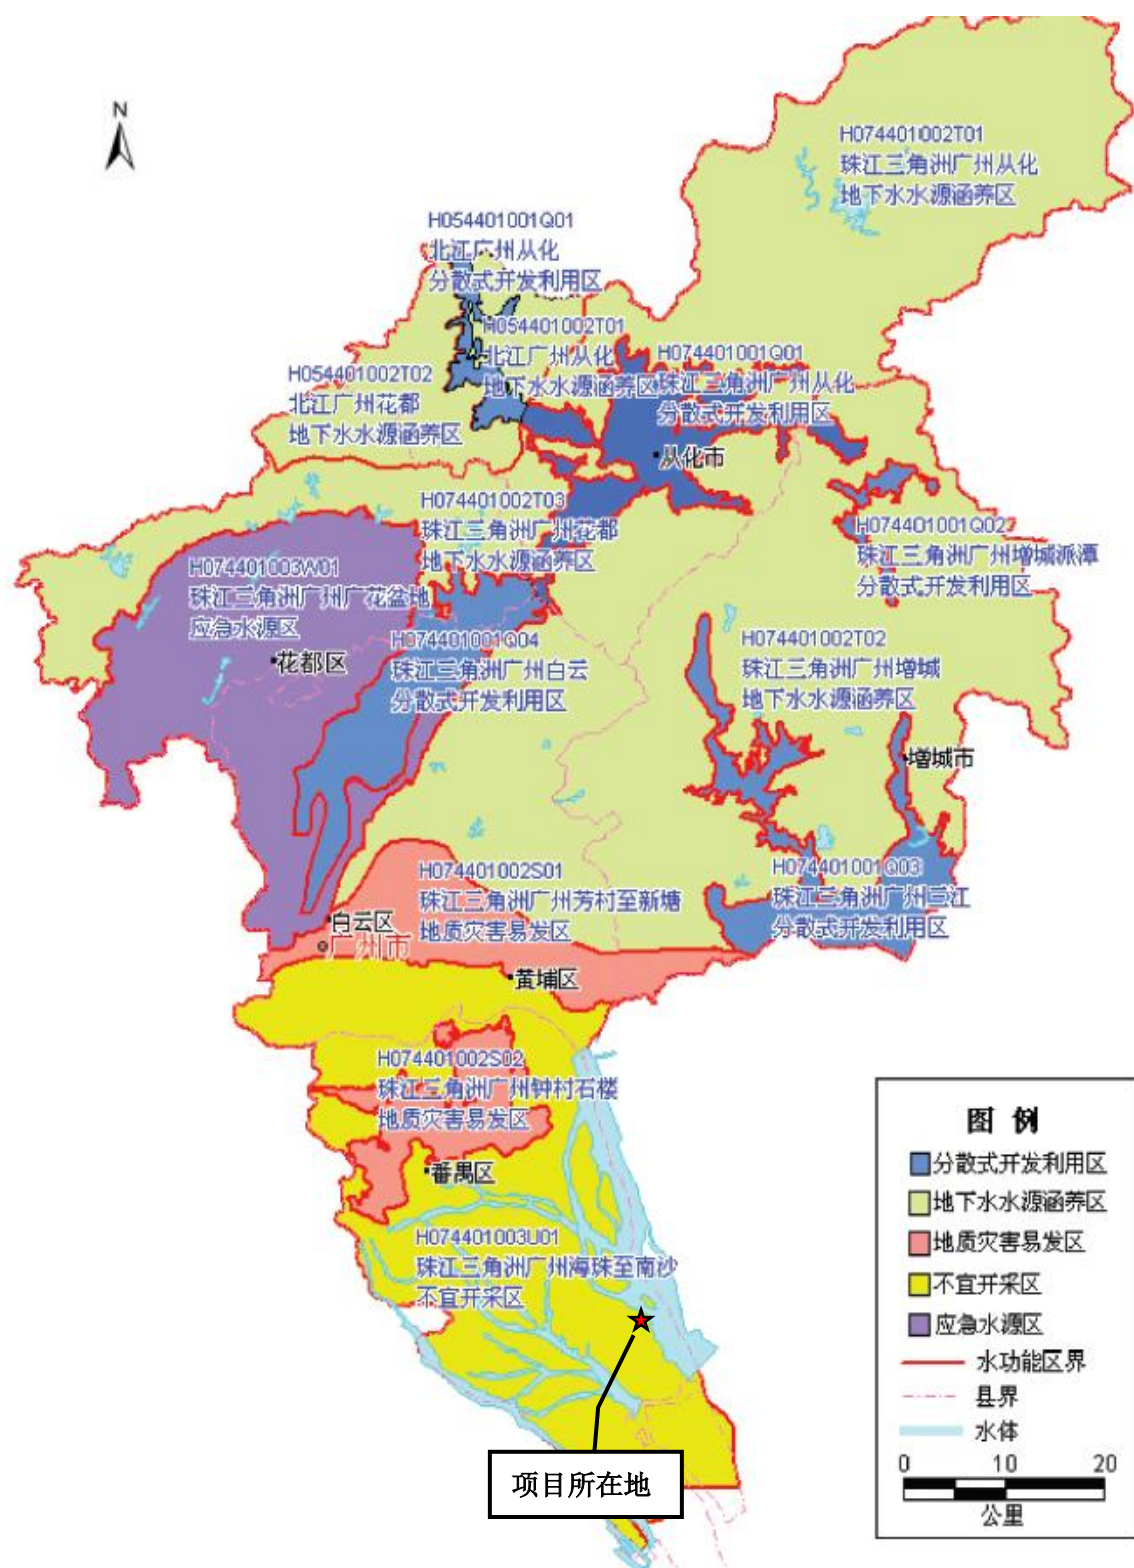 N
H074401002T01
珠江三角洲广州从化
地下水水源涵养区
H054401001Q01
北江广州从化
分散式开发利用区
H054401002T01
北江广州从化
地下水水源涵养区
H074401001Q01
珠江三角洲广州从化
分散式开发利用区
H054401002T02
北江广州花都
地下水水源涵养区
从化市
H074401002T03
珠江三角洲广州花都
地下水水源涵养区
H074401001Q02
珠江三角洲广州增城派潭
分散式开发利用区
H074401003W01
珠江三角洲广州广花盆地
应急水源区
花都区
H074401001Q04
珠江三角洲广州白云
分散式开发利用区
H074401002T02
珠江三角洲广州增城
地下水水源涵养区
增城市
H074401002S01
珠江三角洲广州芳村至新塘
地质灾害易发区
H074401001Q03
珠江三角洲广州三江
分散式开发利用区
白云区
广州市
黄埔区
H074401002S02
珠江三角洲广州钟村石楼
地质灾害易发区
番禺区
H074401003U01
珠江三角洲广州海珠至南沙
不宜开采区
项目所在地
图 例
分散式开发利用区
地下水水源涵养区
地质灾害易发区
不宜开采区
应急水源区
水功能区界
县界
水体
0 10 20
公里